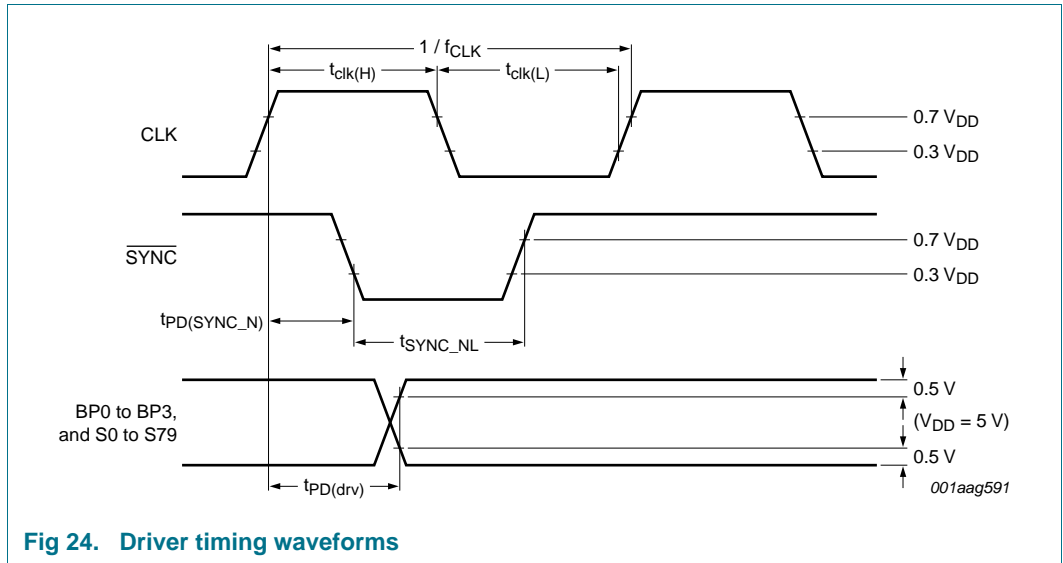 1 / fCLK
tclk(H)
tclk(L)
CLK
0.7 VDD
0.3 VDD
SYNC
0.7 VDD
0.3 VDD
tPD(SYNC_N)
tSYNC_NL
BP0 to BP3,
and S0 to S79
0.5 V
(VDD = 5 V)
0.5 V
tPD(drv)
001aag591
Fig 24. Driver timing waveforms